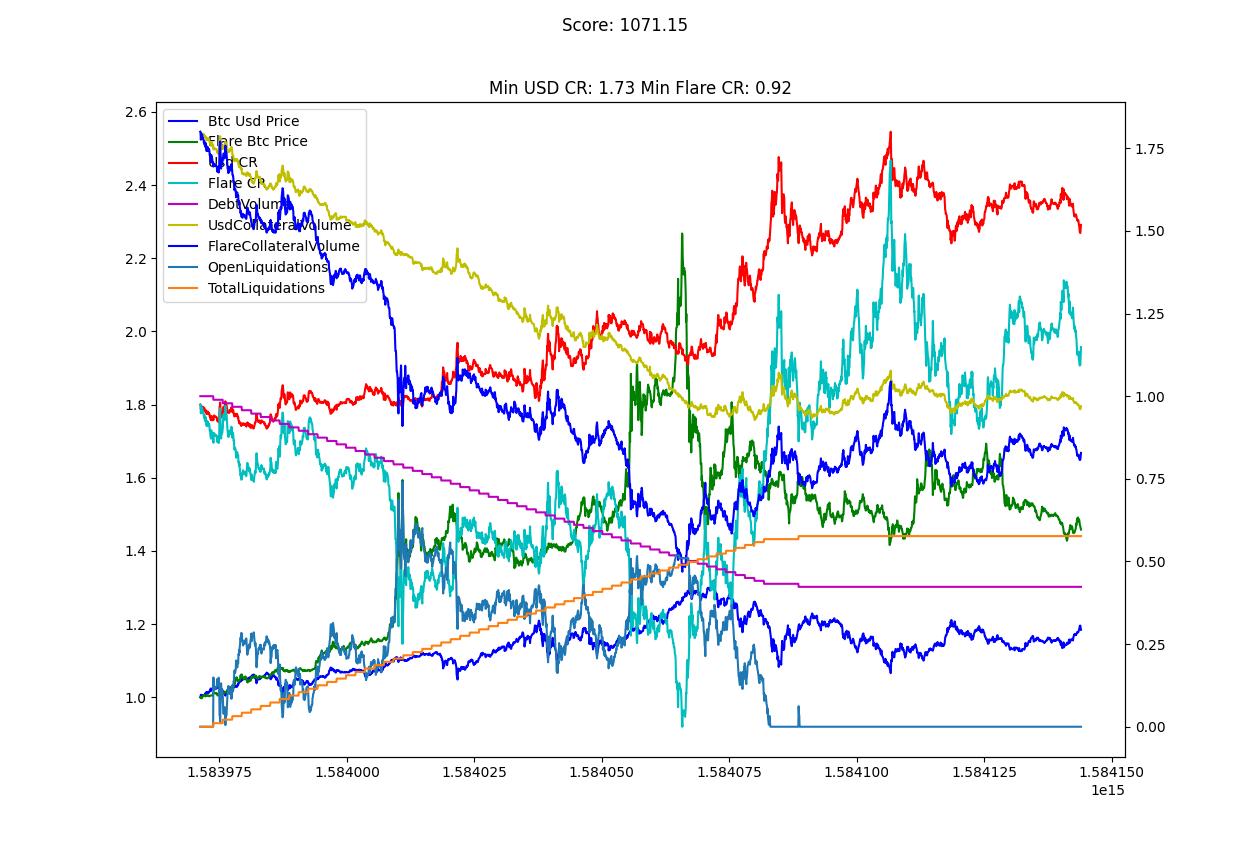 Score: 1071.15
Min USD CR: 1.73 Min Flare CR: 0.92
Btc Usd Price
Flare Btc Price
Usd CR
Flare CR
DebtVolume
UsdCollateralVolume
FlareCollateralVolume
OpenLiquidations
TotalLiquidations
2.6
2.4
2.2
2.0
1.8
1.6
1.4
1.2
1.0
1.75
1.50
1.25
1.00
0.75
0.50
0.25
0.00
1.583975
1.584000
1.584025
1.584050
1.584075
1.584100
1.584125
1.584150
1e15